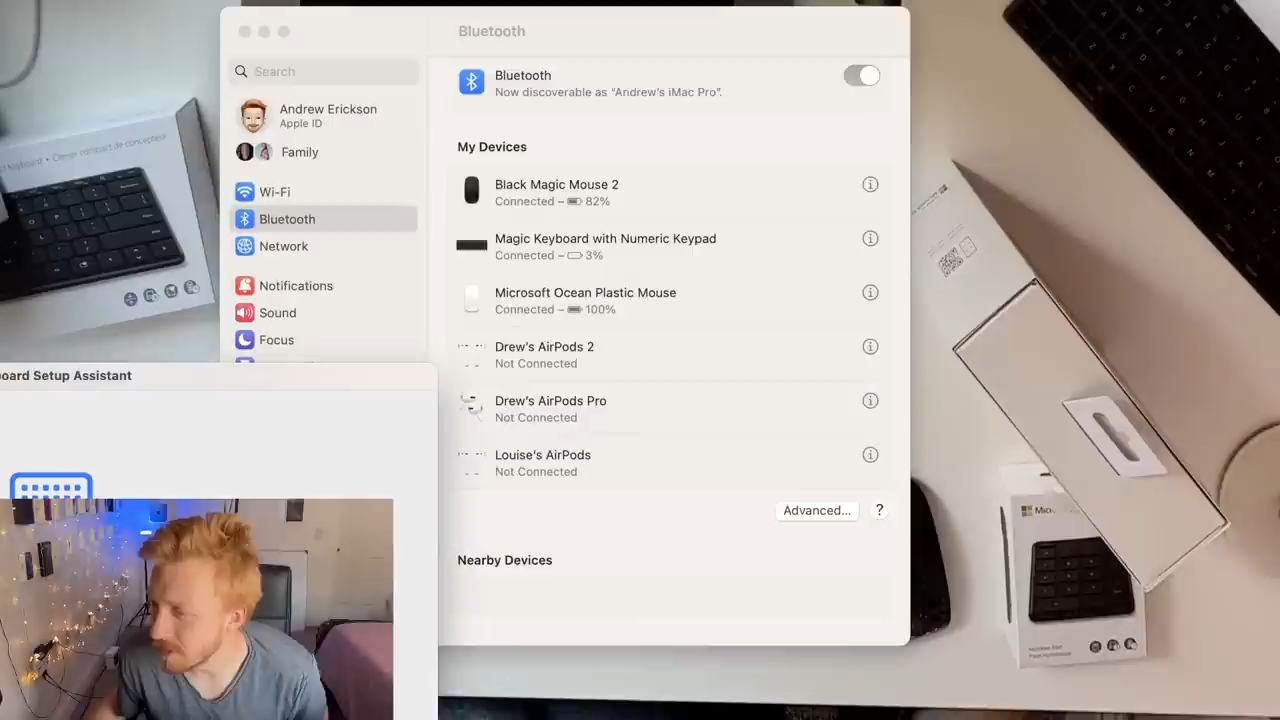 Bluetooth
Search
Bluetooth
Now discoverable as “Andrew's iMac Pro”.
Andrew Erickson
Apple ID
Family
My Devices
Wi-Fi
Bluetooth
Network
Notifications
Sound
Focus
Black Magic Mouse 2
Connected – 82%
Magic Keyboard with Numeric Keypad
Connected – 3%
Microsoft Ocean Plastic Mouse
Connected – 100%
Drew's AirPods 2
Not Connected
Drew's AirPods Pro
Not Connected
Louise's AirPods
Not Connected
Advanced...
?
Nearby Devices
oard Setup Assistant